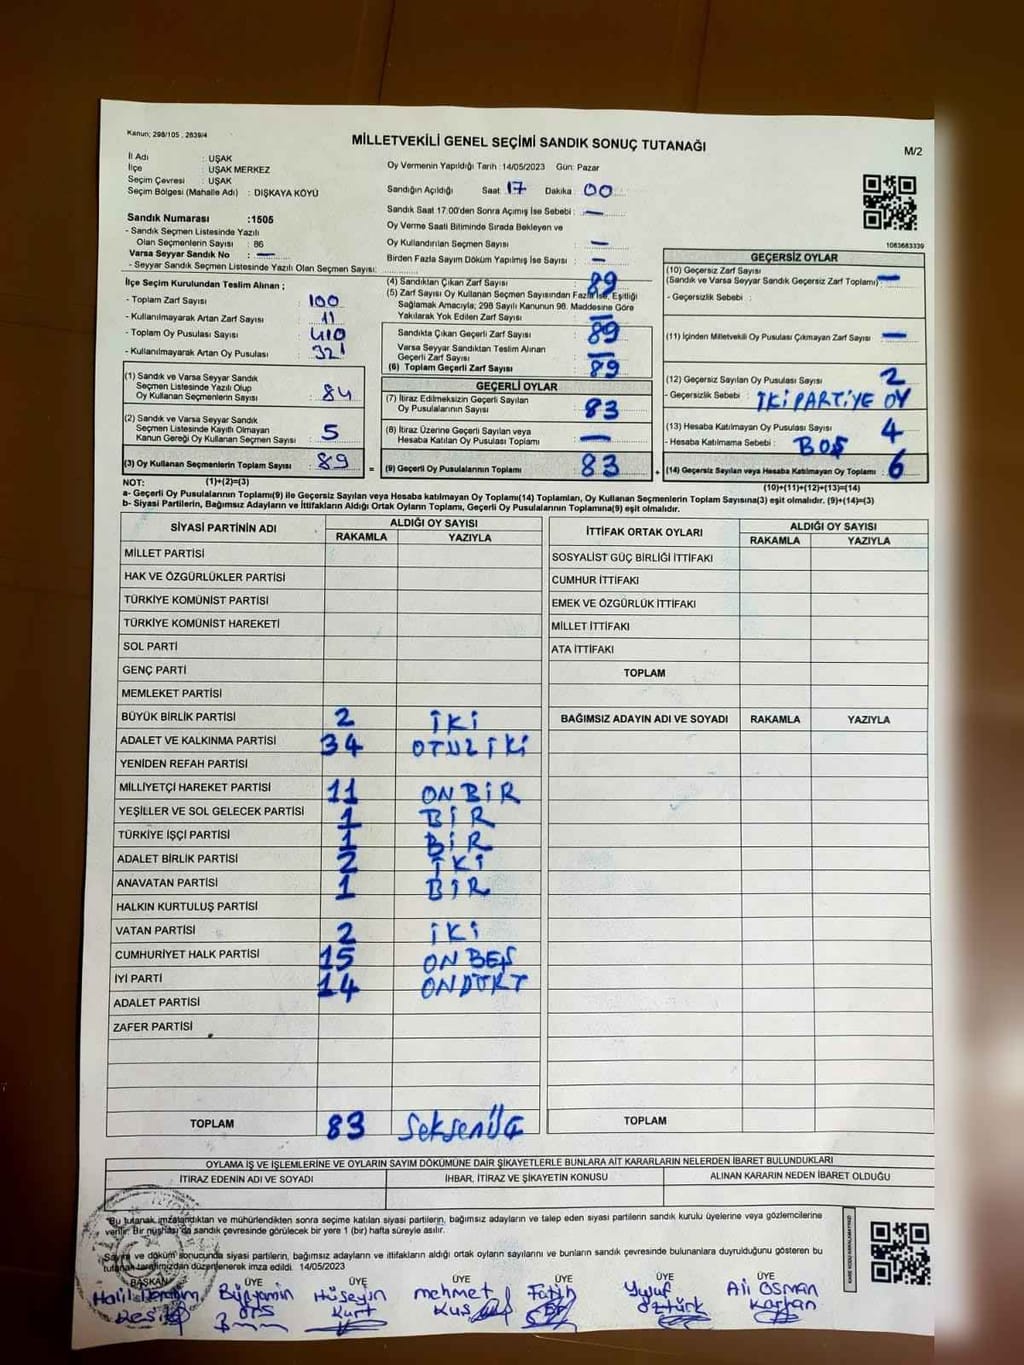 Kanun; 298/105 , 2839/4
MİLLETVEKİLİ GENEL SEÇİMİ SANDIK SONUÇ TUTANAĞI
M/2
İl Adı : UŞAK
İlçe : UŞAK MERKEZ
Seçim Çevresi : UŞAK
Seçim Bölgesi (Mahalle Adı) : DIŞKAYA KÖYÜ
Sandık Numarası :1505
- Sandık Seçmen Listesinde Yazılı
Olan Seçmenlerin Sayısı : 86
Varsa Seyyar Sandık No : —
- Seyyar Sandık Seçmen Listesinde Yazılı Olan Seçmen Sayısı:
Oy Vermenin Yapıldığı Tarih :14/05/2023 Gün: Pazar
Sandığın Açıldığı Saat 17 Dakika 00
Sandık Saat 17:00'den Sonra Açımış İse Sebebi : —
Oy Verme Saati Bitiminde Sırada Bekleyen ve
Oy Kullandırılan Seçmen Sayısı —
Birden Fazla Sayım Döküm Yapılmış İse Sayısı : —
1083683339
İlçe Seçim Kurulundan Teslim Alınan ;
- Toplam Zarf Sayısı : 100
- Kullanılmayarak Artan Zarf Sayısı : 11
- Toplam Oy Pusulası Sayısı : 410
- Kullanılmayarak Artan Oy Pusulası : 321
(1) Sandık ve Varsa Seyyar Sandık
Seçmen Listesinde Yazılı Olup
Oy Kullanan Seçmenlerin Sayısı : 84
(2) Sandık ve Varsa Seyyar Sandık
Seçmen Listesinde Kayıtlı Olmayan
Kanun Gereği Oy Kullanan Seçmen Sayısı : 5
(3) Oy Kullanan Seçmenlerin Toplam Sayısı : 89
(4) Sandıktan Çıkan Zarf Sayısı : 89
(5) Zarf Sayısı Oy Kullanan Seçmen Sayısından Fazla İse, Eşitliği
Sağlamak Amacıyla; 298 Sayılı Kanunun 98. Maddesine Göre
Yakılarak Yok Edilen Zarf Sayısı : —
Sandıkta Çıkan Geçerli Zarf Sayısı : 89
Varsa Seyyar Sandıktan Teslim Alınan
Geçerli Zarf Sayısı : —
(6) Toplam Geçerli Zarf Sayısı : 89
GEÇERLİ OYLAR
(7) İtiraz Edilmeksizin Geçerli Sayılan
Oy Pusulalarının Sayısı : 83
(8) İtiraz Üzerine Geçerli Sayılan veya
Hesaba Katılan Oy Pusulası Toplamı : —
= (9) Geçerli Oy Pusulalarının Toplamı : 83
GEÇERSİZ OYLAR
(10) Geçersiz Zarf Sayısı
(Sandık ve Varsa Seyyar Sandık Geçersiz Zarf Toplamı) : —
- Geçersizlik Sebebi :
(11) İçinden Milletvekili Oy Pusulası Çıkmayan Zarf Sayısı : —
(12) Geçersiz Sayılan Oy Pusulası Sayısı : 2
- Geçersizlik Sebebi : İKİ PARTİYE OY
(13) Hesaba Katılmayan Oy Sayısı : 4
- Hesaba Katılmama Sebebi : BOŞ
+ (14) Geçersiz Sayılan veya Hesaba Katılmayan Oy Toplamı : 6
NOT: (1)+(2)=(3)
(10)+(11)+(12)+(13)=(14)
a- Geçerli Oy Pusulalarının Toplamı(9) ile Geçersiz Sayılan veya Hesaba katılmayan Oy Toplamı(14) Toplamları, Oy Kullanan Seçmenlerin Toplam Sayısına(3) eşit olmalıdır. (9)+(14)=(3)
b- Siyasi Partilerin, Bağımsız Adayların ve İttifakların Aldığı Ortak Oyların Toplamı, Geçerli Oy Pusulalarının Toplamına(9) eşit olmalıdır.
SİYASİ PARTİNİN ADI ALDIĞI OY SAYISI
RAKAMLA YAZIYLA
MİLLET PARTİSİ
HAK VE ÖZGÜRLÜKLER PARTİSİ
TÜRKİYE KOMÜNİST PARTİSİ
TÜRKİYE KOMÜNİST HAREKETİ
SOL PARTİ
GENÇ PARTİ
MEMLEKET PARTİSİ
BÜYÜK BİRLİK PARTİSİ 2 İKİ
ADALET VE KALKINMA PARTİSİ 34 OTUZ İKİ
YENİDEN REFAH PARTİSİ
MİLLİYETÇİ HAREKET PARTİSİ 11 ON BİR
YEŞİLLER VE SOL GELECEK PARTİSİ 1 BİR
TÜRKİYE İŞÇİ PARTİSİ 1 BİR
ADALET BİRLİK PARTİSİ 2 İKİ
ANAVATAN PARTİSİ 1 BİR
HALKIN KURTULUŞ PARTİSİ
VATAN PARTİSİ 2 İKİ
CUMHURİYET HALK PARTİSİ 15 ON BEŞ
İYİ PARTİ 14 ON DÖRT
ADALET PARTİSİ
ZAFER PARTİSİ
TOPLAM 83 Seksen üç
İTTİFAK ORTAK OYLARI ALDIĞI OY SAYISI
RAKAMLA YAZIYLA
SOSYALİST GÜÇ BİRLİĞİ İTTİFAKI
CUMHUR İTTİFAKI
EMEK VE ÖZGÜRLÜK İTTİFAKI
MİLLET İTTİFAKI
ATA İTTİFAKI
TOPLAM
BAĞIMSIZ ADAYIN ADI VE SOYADI RAKAMLA YAZIYLA
TOPLAM
OYLAMA İŞ VE İŞLEMLERİNE VE OYLARIN SAYIM DÖKÜMÜNE DAİR ŞİKAYETLERLE BUNLARA AİT KARARLARIN NELERDEN İBARET BULUNDUKLARI
İTİRAZ EDENİN ADI VE SOYADI İHBAR, İTİRAZ VE ŞİKAYETİN KONUSU ALINAN KARARIN NEDEN İBARET OLDUĞU
"Bu tutanak imzalandıktan ve mühürlendikten sonra seçime katılan siyasi partilerin, bağımsız adayların ve talep eden siyasi partilerin sandık kurulu üyelerine veya gözlemcilerine
verilir. Bir nüshası da sandık çevresinde görülecek bir yere 1 (bir) hafta süreyle asılır.
Sayım ve döküm sonucunda siyasi partilerin, bağımsız adayların ve ittifakların aldığı ortak oyların sayılarını ve bunların sandık çevresinde bulunanlara duyrulduğunu gösteren bu
tutanak tarafımızdan düzenlenerek imza edildi. 14/05/2023
BAŞKAN ÜYE ÜYE ÜYE ÜYE ÜYE ÜYE
Halil İbrahim Bünyamin Hüseyin Mehmet Fatih Yusuf Ali OSMAN
Kurt Kuş Öztürk